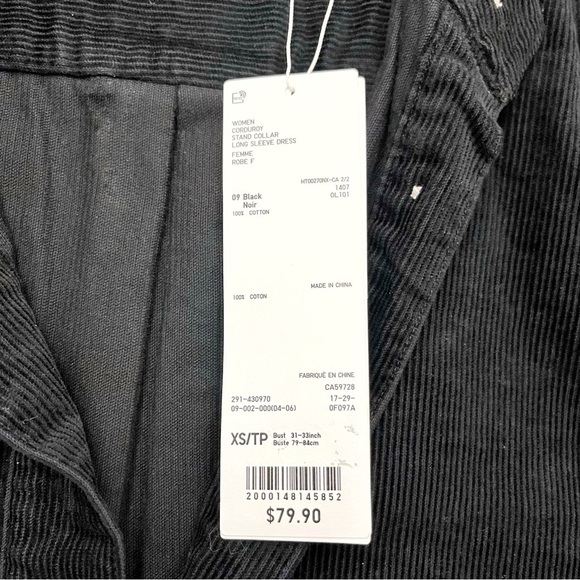 WOMEN
CORDUROY
STAND COLLAR
LONG SLEEVE DRESS
FEMME
ROBE F
HT00270NX-CA 2/2
09 Black 1407
Noir OL101
100% COTTON
MADE IN CHINA
100% COTON
FABRIQUÉ EN CHINE
CA59728
291-430970 17-29-
09-002-000(04-06) 0F097A
XS/TP Bust 31-33inch
Buste 79-84cm
2000148145852
$79.90